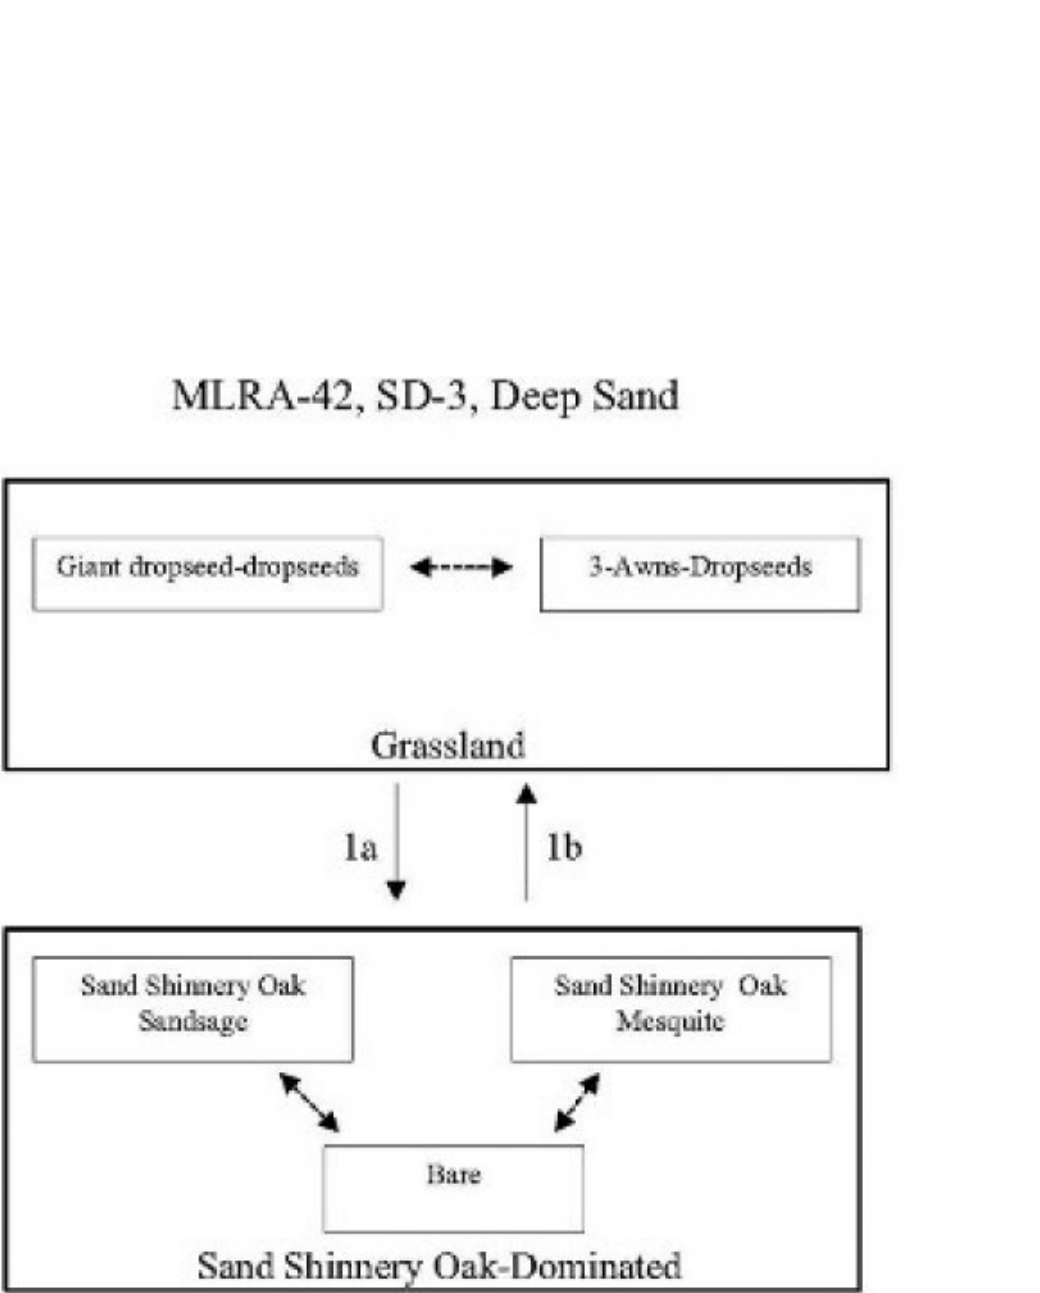 MLRA-42, SD-3, Deep Sand
Giant dropseed-dropseeds
3-Awns-Dropseeds
Grassland
1a
1b
Sand Shinnery Oak
Sandsage
Sand Shinnery Oak
Mesquite
Bare
Sand Shinnery Oak-Dominated